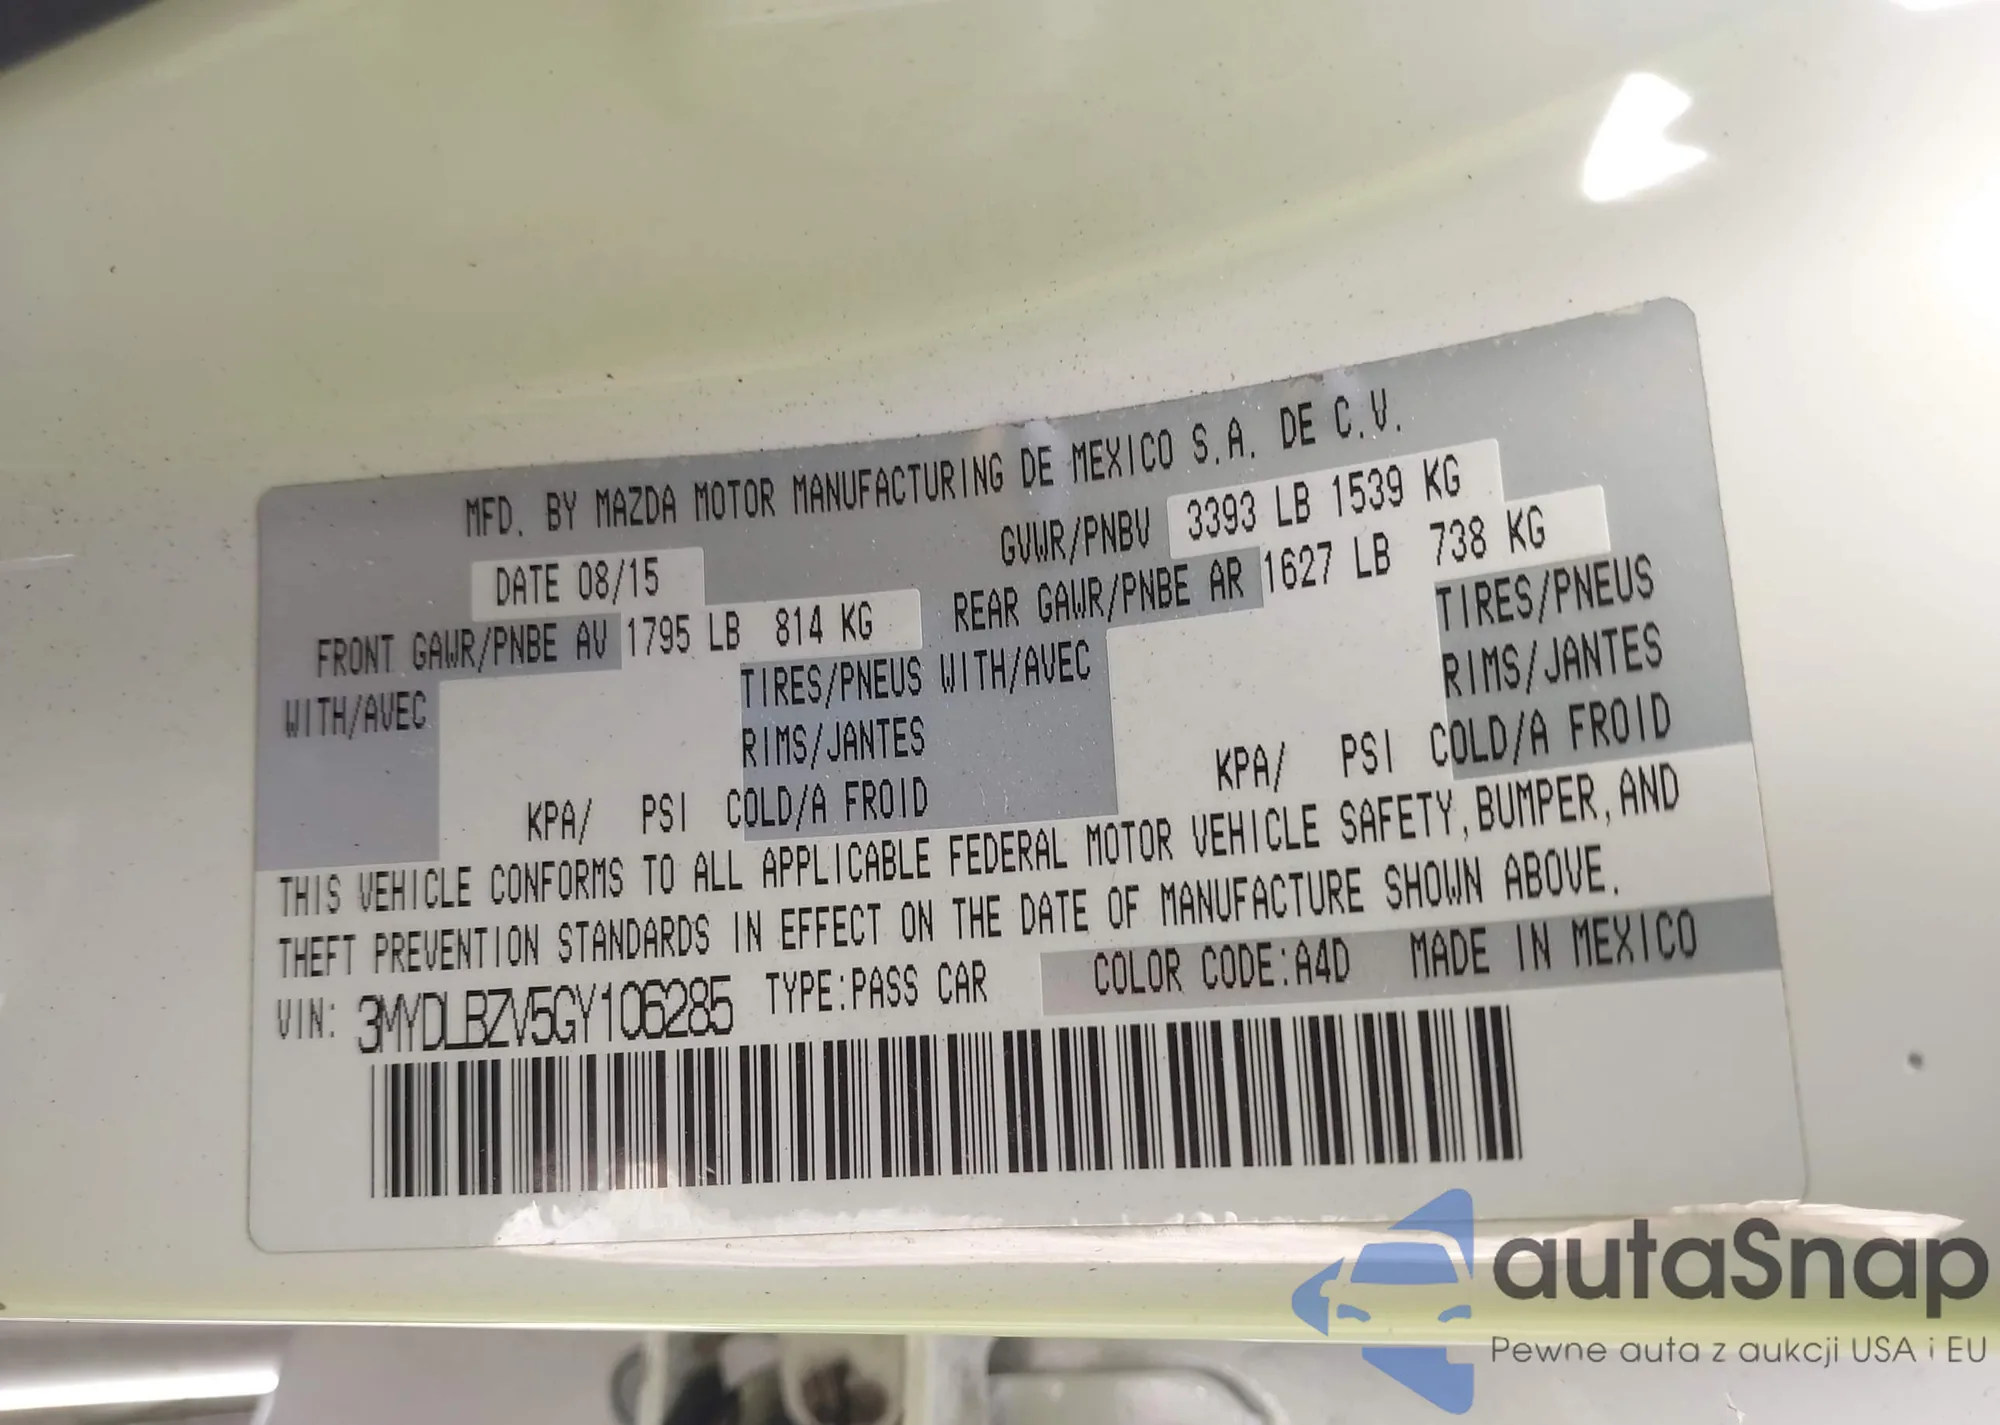 MFD. BY MAZDA MOTOR MANUFACTURING DE MEXICO S.A. DE C.V.
DATE 08/15
GVWR/PNBV 3393 LB 1539 KG
FRONT GAWR/PNBE AV 1795 LB 814 KG
REAR GAWR/PNBE AR 1627 LB 738 KG
WITH/AVEC
TIRES/PNEUS
WITH/AVEC
TIRES/PNEUS
RIMS/JANTES
RIMS/JANTES
KPA/ PSI COLD/A FROID
KPA/ PSI COLD/A FROID
THIS VEHICLE CONFORMS TO ALL APPLICABLE FEDERAL MOTOR VEHICLE SAFETY, BUMPER, AND
THEFT PREVENTION STANDARDS IN EFFECT ON THE DATE OF MANUFACTURE SHOWN ABOVE.
VIN: 3MYDLBZV5GY106285 TYPE:PASS CAR COLOR CODE:A4D MADE IN MEXICO
autaSnap
Pewne auta z aukcji USA i EU